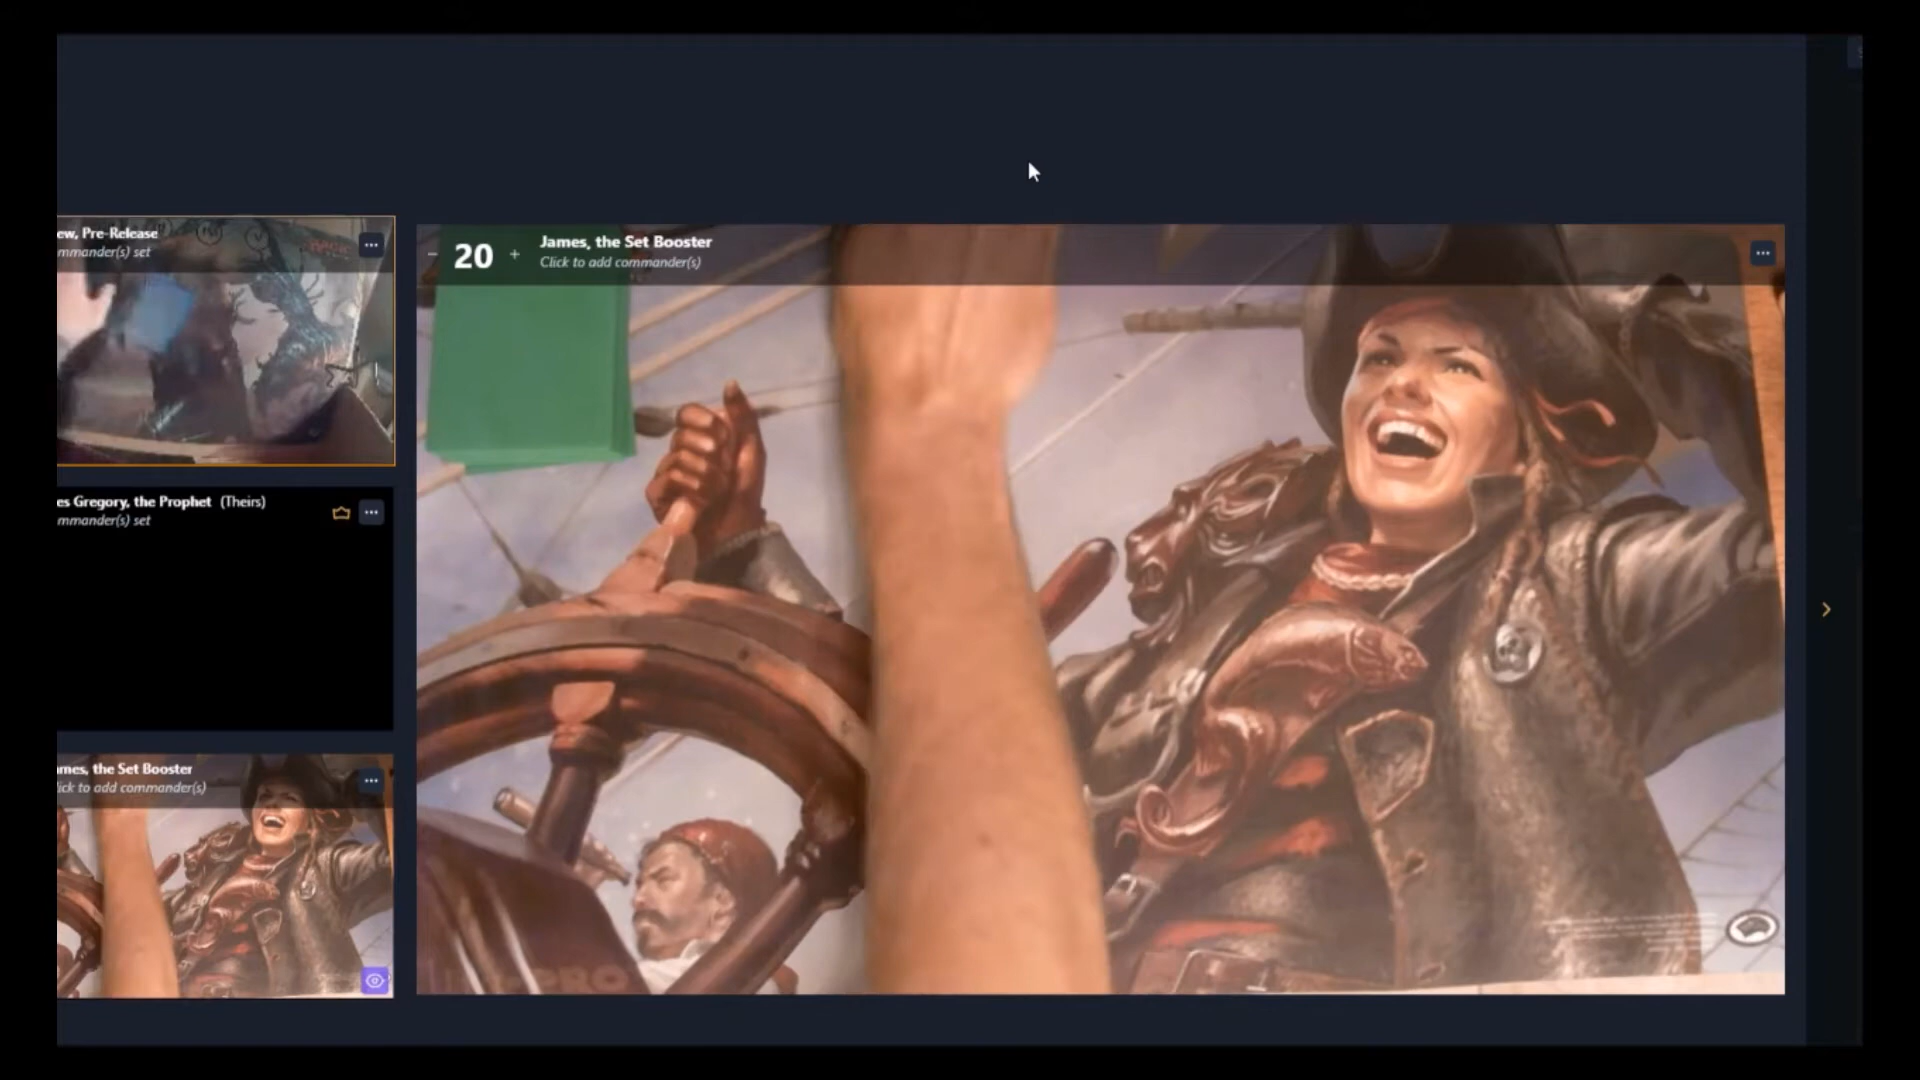 ew, Pre-Release
mmander(s) set
20
James, the Set Booster
Click to add commander(s)
es Gregory, the Prophet (Theirs)
mmander(s) set
ames, the Set Booster
lick to add commander(s)